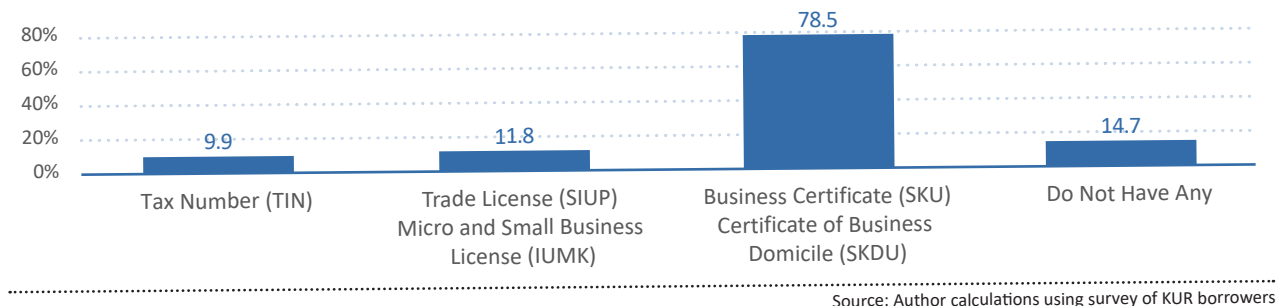 80%
60%
40%
20%
0%
9.9
11.8
78.5
14.7
Tax Number (TIN)
Trade License (SIUP)
Micro and Small Business
License (IUMK)
Business Certificate (SKU)
Certificate of Business
Domicile (SKDU)
Do Not Have Any
Source: Author calculations using survey of KUR borrowers